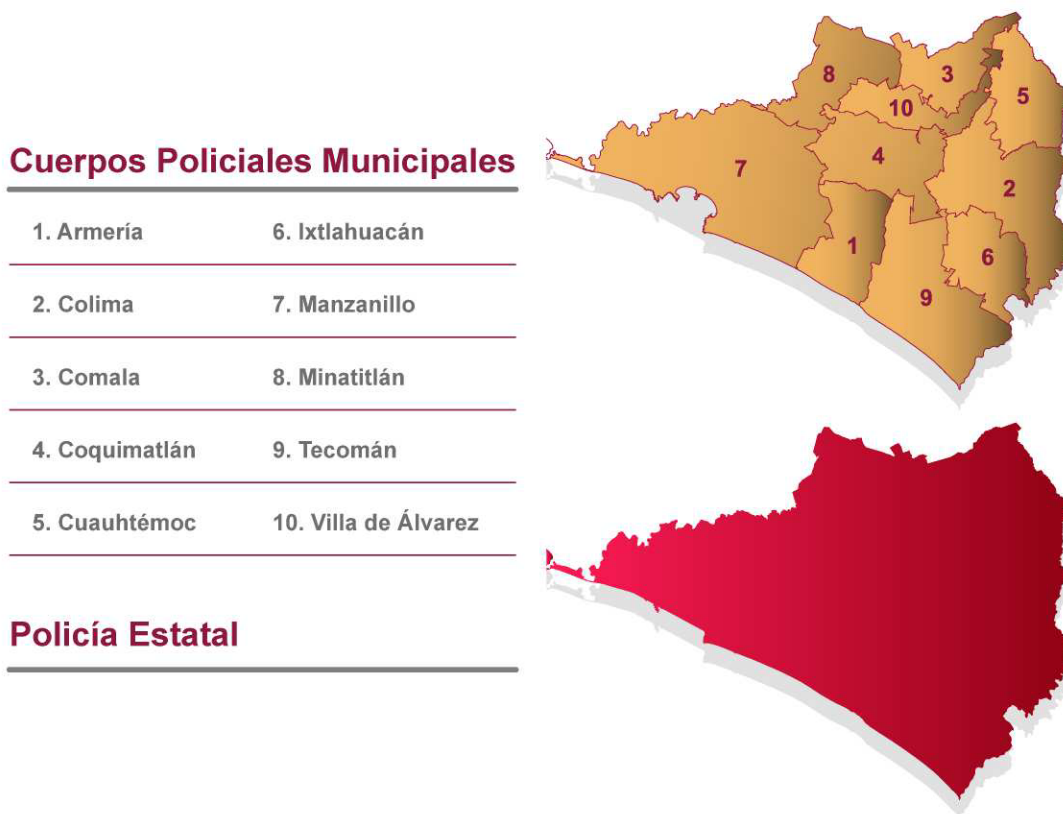 Cuerpos Policiales Municipales
1. Armería 6. Ixtlahuacán
2. Colima 7. Manzanillo
3. Comala 8. Minatitlán
4. Coquimatlán 9. Tecomán
5. Cuauhtémoc 10. Villa de Álvarez
Policía Estatal
8
3
5
10
7
4
2
1
6
9